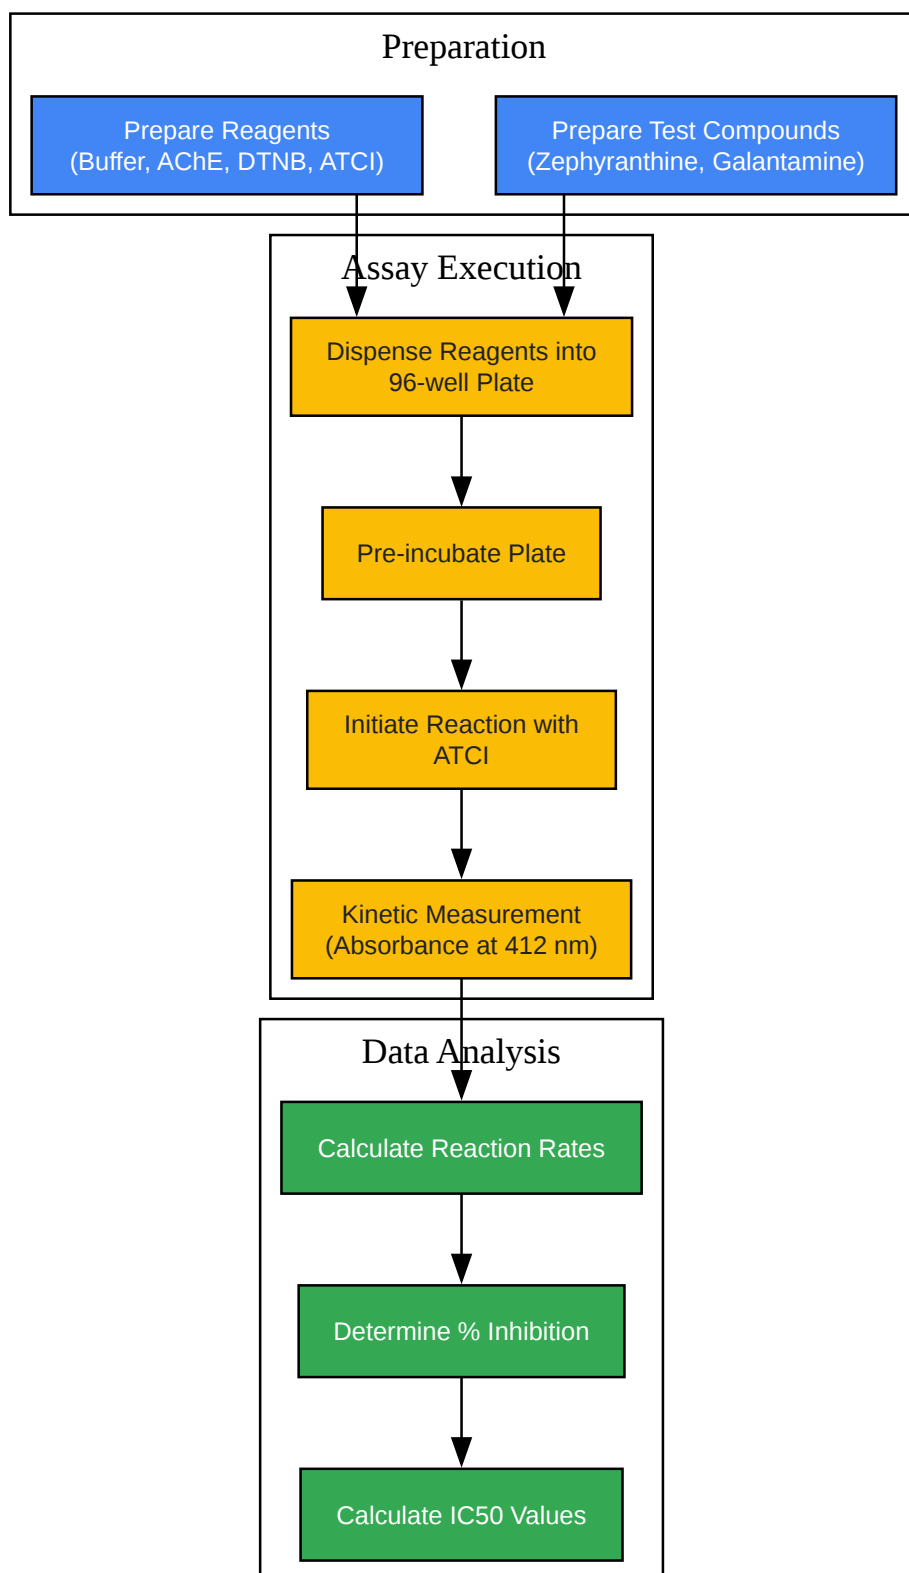 Preparation
Prepare Reagents
(Buffer, AChE, DTNB, ATCI)
Prepare Test Compounds
(Zephyranthine, Galantamine)
Assay Execution
Dispense Reagents into
96-well Plate
Pre-incubate Plate
Initiate Reaction with
ATCI
Kinetic Measurement
(Absorbance at 412 nm)
Data Analysis
Calculate Reaction Rates
Determine % Inhibition
Calculate IC50 Values